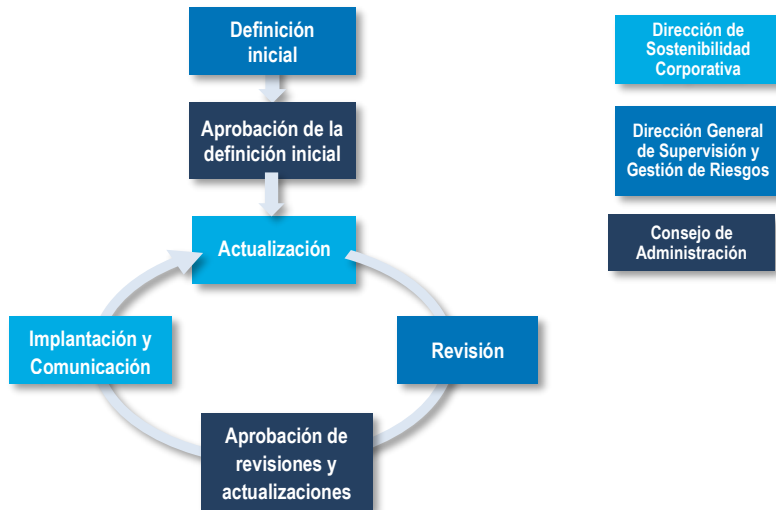 Definición
inicial
Aprobación de la
definición inicial
Actualización
Implantación y
Comunicación
Revisión
Aprobación de
revisiones y
actualizaciones
Dirección de
Sostenibilidad
Corporativa
Dirección General
de Supervisión y
Gestión de Riesgos
Consejo de
Administración